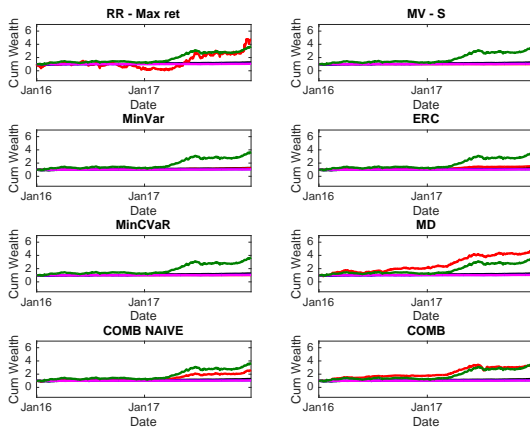 RR - Max ret
Cum Wealth
6
4
2
0
Jan16
Jan17
Date
MV - S
Cum Wealth
6
4
2
0
Jan16
Jan17
Date
MinVar
Cum Wealth
6
4
2
0
Jan16
Jan17
Date
ERC
Cum Wealth
6
4
2
0
Jan16
Jan17
Date
MinCVaR
Cum Wealth
6
4
2
0
Jan16
Jan17
Date
MD
Cum Wealth
6
4
2
0
Jan16
Jan17
Date
COMB NAIVE
Cum Wealth
6
4
2
0
Jan16
Jan17
Date
COMB
Cum Wealth
6
4
2
0
Jan16
Jan17
Date